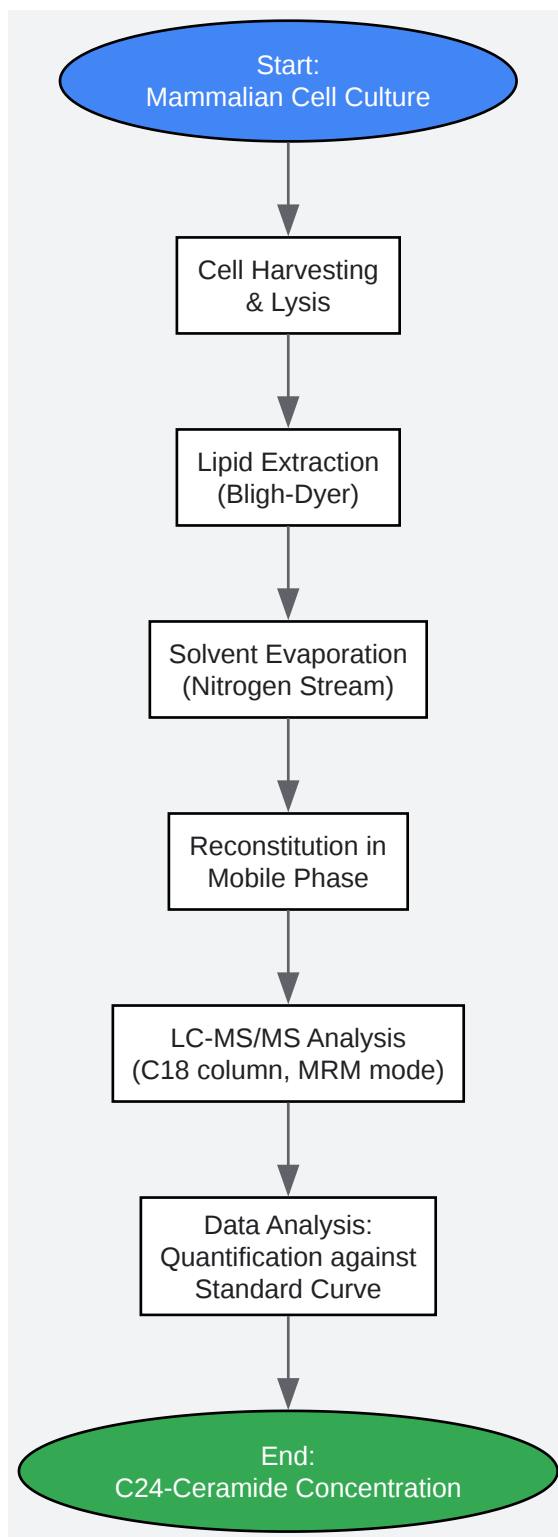 Start:
Mammalian Cell Culture
Cell Harvesting
& Lysis
Lipid Extraction
(Bligh-Dyer)
Solvent Evaporation
(Nitrogen Stream)
Reconstitution in
Mobile Phase
LC-MS/MS Analysis
(C18 column, MRM mode)
Data Analysis:
Quantification against
Standard Curve
End:
C24-Ceramide Concentration